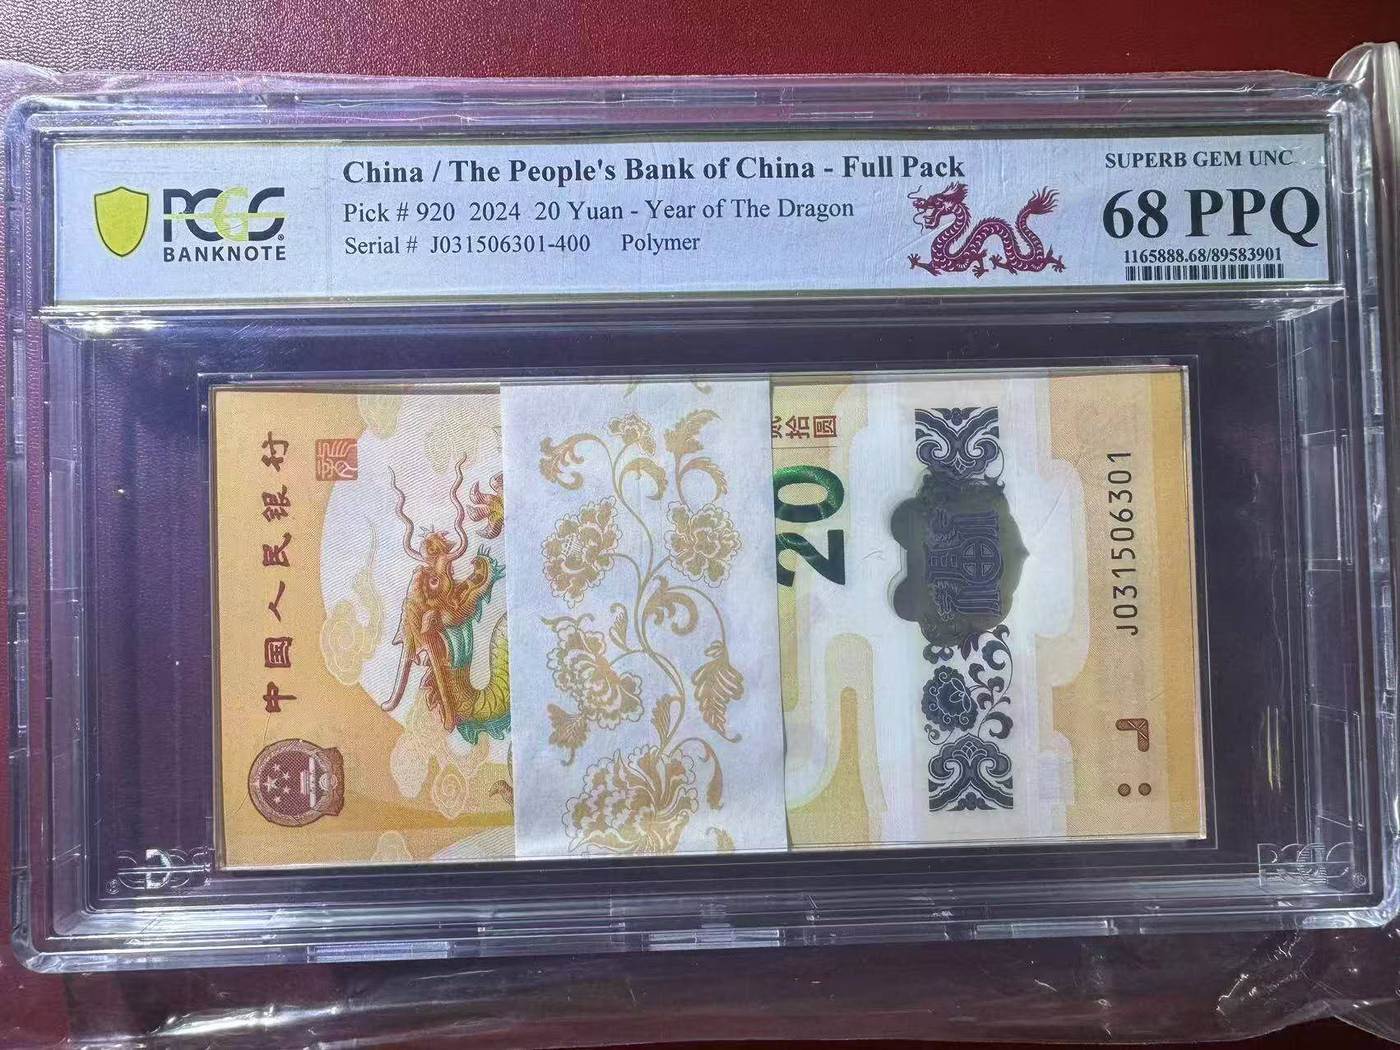 PCGS
BANKNOTE
China / The People's Bank of China - Full Pack
Pick # 920 2024 20 Yuan - Year of The Dragon
Serial # J031506301-400 Polymer
SUPERB GEM UNC
68 PPQ
1165888.68/89583901
中国人民银行
贰拾圆
20
J031506301
PCGS
PCGS